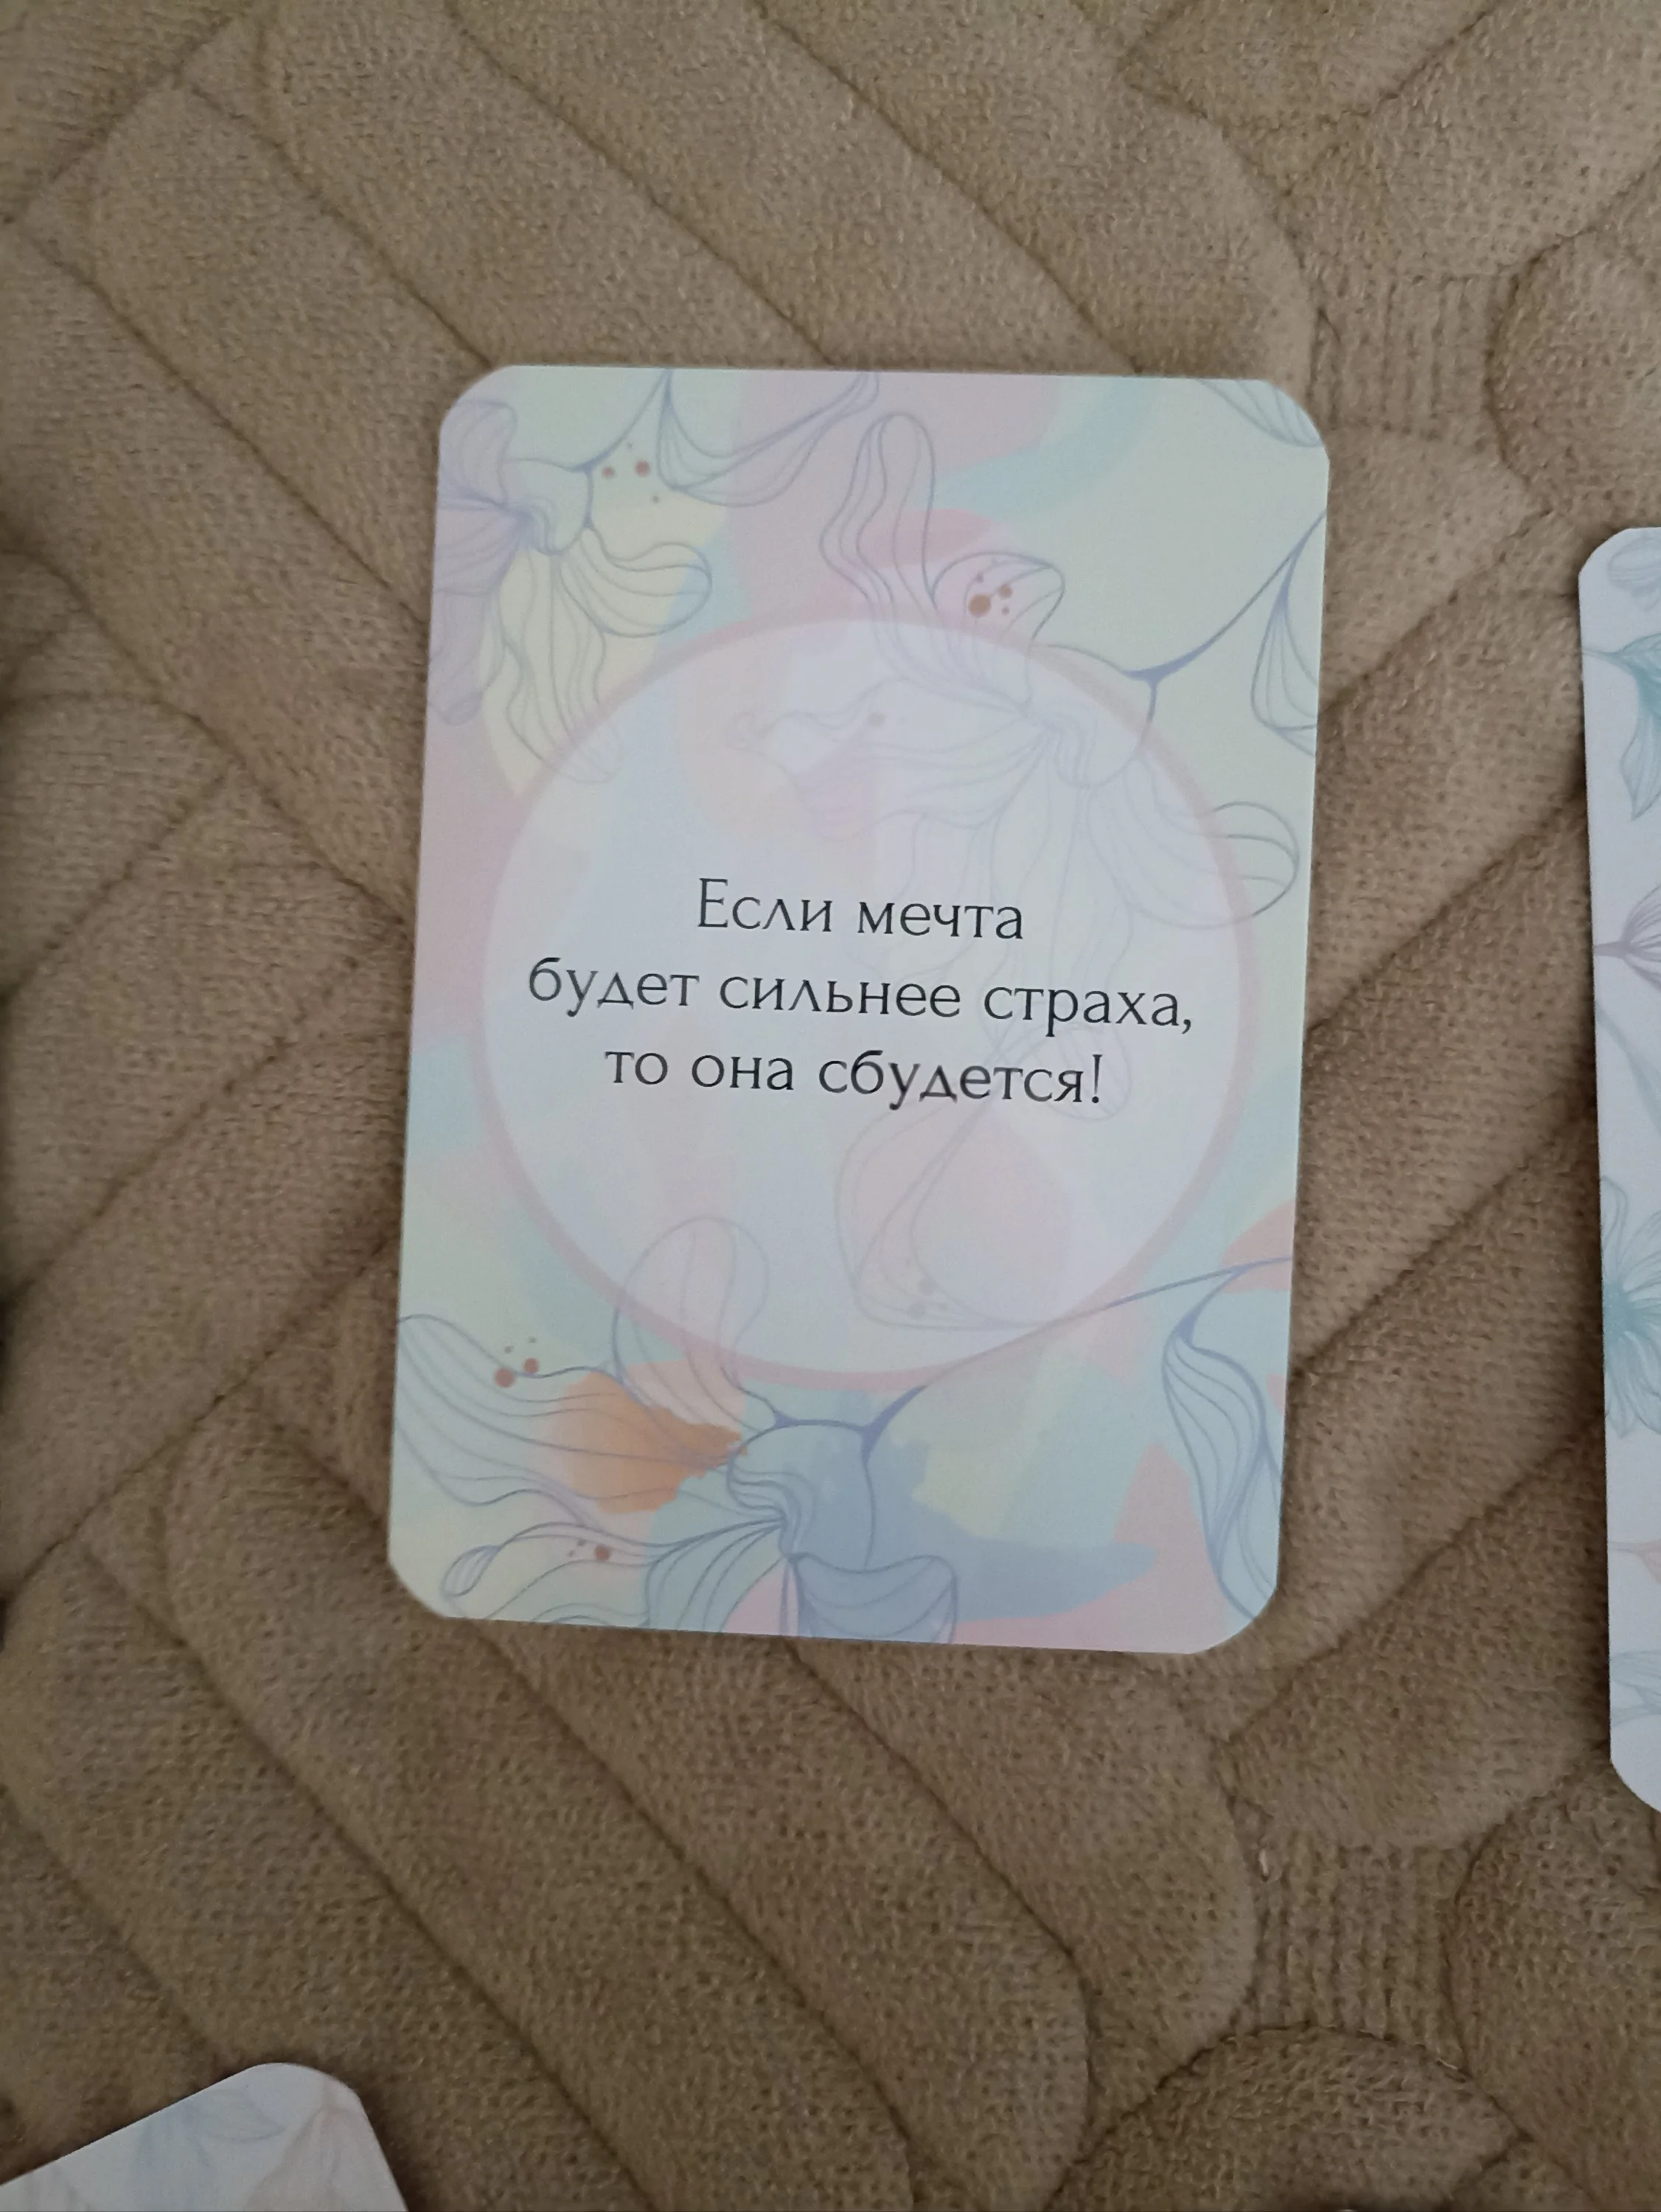 Если мечта
будет сильнее страха,
то она сбудется!